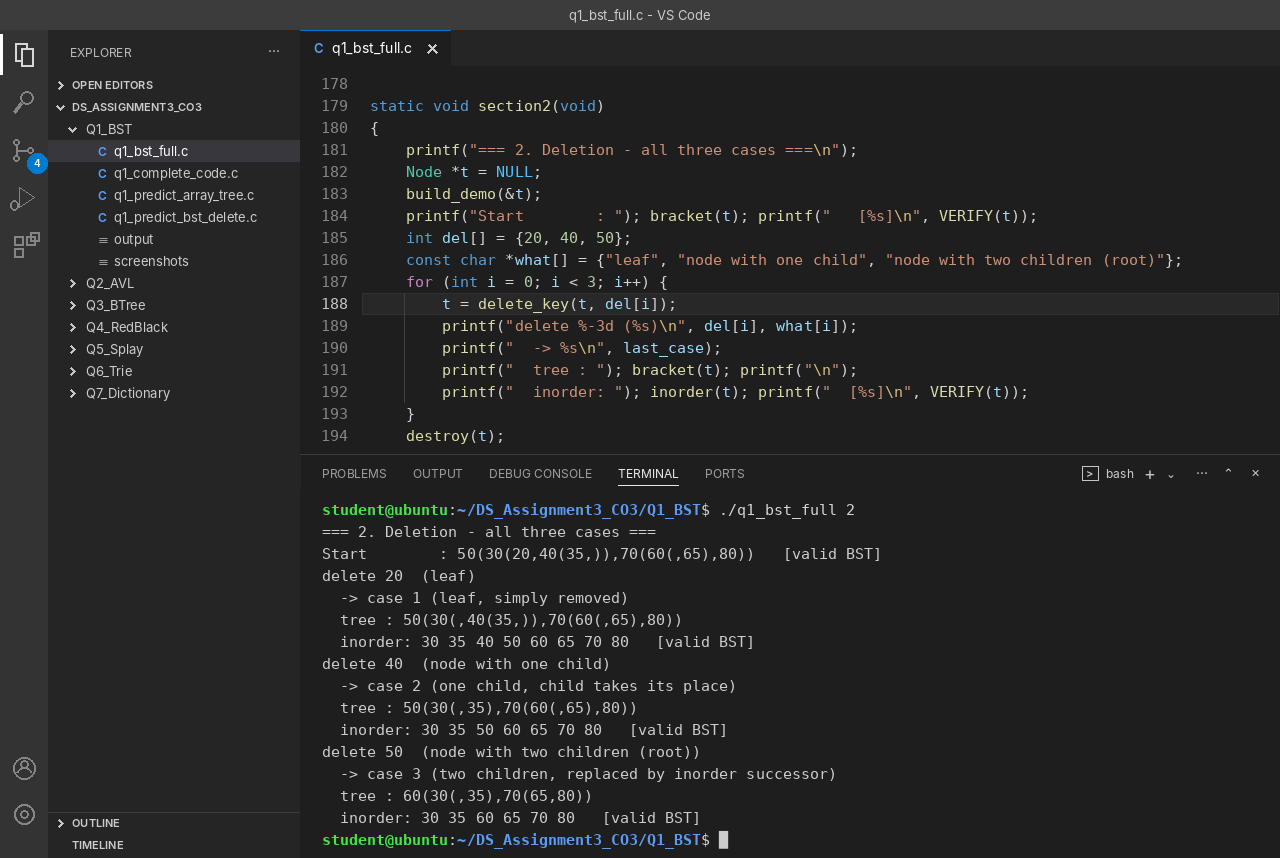 q1_bst_full.c - VS Code
EXPLORER
OPEN EDITORS
DS_ASSIGNMENT3_CO3
Q1_BST
C q1_bst_full.c
C q1_complete_code.c
C q1_predict_array_tree.c
C q1_predict_bst_delete.c
output
screenshots
Q2_AVL
Q3_BTree
Q4_RedBlack
Q5_Splay
Q6_Trie
Q7_Dictionary
OUTLINE
TIMELINE
4
C q1_bst_full.c
178
179 static void section2(void)
180 {
181     printf("=== 2. Deletion - all three cases ===\n");
182     Node *t = NULL;
183     build_demo(&t);
184     printf("Start        : "); bracket(t); printf("   [%s]\n", VERIFY(t));
185     int del[] = {20, 40, 50};
186     const char *what[] = {"leaf", "node with one child", "node with two children (root)"};
187     for (int i = 0; i < 3; i++) {
188         t = delete_key(t, del[i]);
189         printf("delete %-3d (%s)\n", del[i], what[i]);
190         printf("  -> %s\n", last_case);
191         printf("  tree : "); bracket(t); printf("\n");
192         printf("  inorder: "); inorder(t); printf("  [%s]\n", VERIFY(t));
193     }
194     destroy(t);
PROBLEMS OUTPUT DEBUG CONSOLE TERMINAL PORTS bash
student@ubuntu:~/DS_Assignment3_CO3/Q1_BST$ ./q1_bst_full 2
=== 2. Deletion - all three cases ===
Start        : 50(30(20,40(35,)),70(60(,65),80))   [valid BST]
delete 20  (leaf)
  -> case 1 (leaf, simply removed)
  tree : 50(30(,40(35,)),70(60(,65),80))
  inorder: 30 35 40 50 60 65 70 80   [valid BST]
delete 40  (node with one child)
  -> case 2 (one child, child takes its place)
  tree : 50(30(,35),70(60(,65),80))
  inorder: 30 35 50 60 65 70 80   [valid BST]
delete 50  (node with two children (root))
  -> case 3 (two children, replaced by inorder successor)
  tree : 60(30(,35),70(65,80))
  inorder: 30 35 60 65 70 80   [valid BST]
student@ubuntu:~/DS_Assignment3_CO3/Q1_BST$